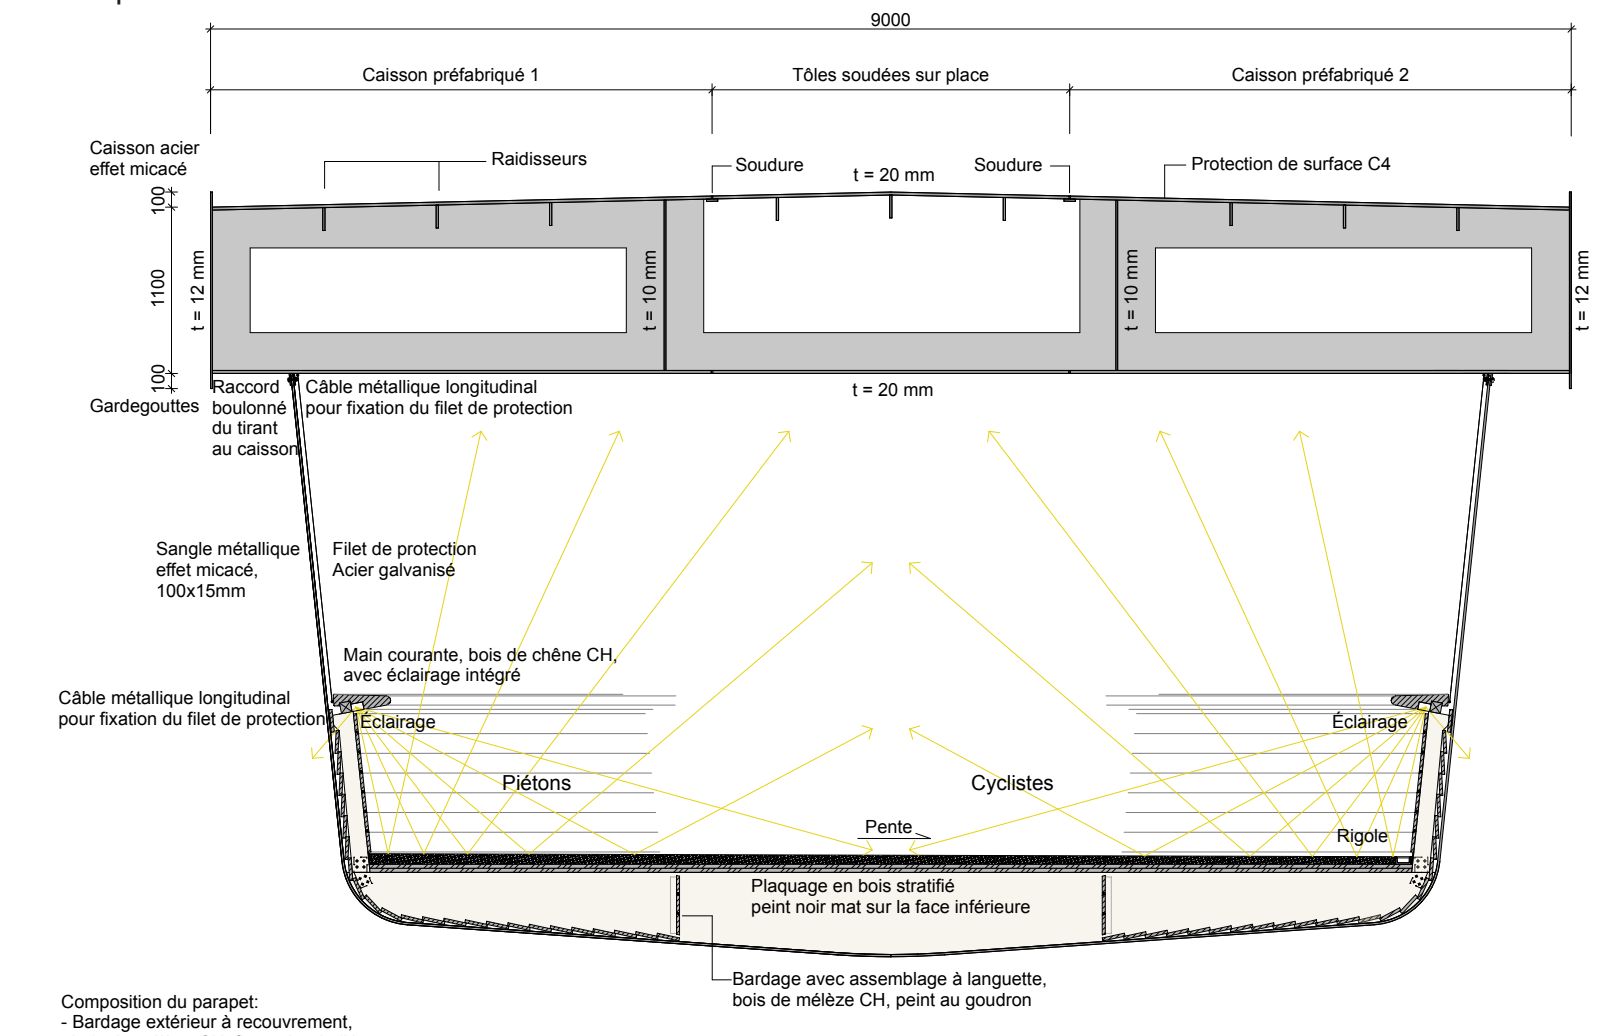 9000
Caisson préfabriqué 1
Tôles soudées sur place
Caisson préfabriqué 2
Caisson acier
effet micacé
Raidisseurs
Soudure
t = 20 mm
Soudure
Protection de surface C4
100
1100
100
t = 12 mm
t = 10 mm
t = 10 mm
t = 12 mm
Gardegouttes
Raccord
boulonné
du tirant
au caisson
Câble métallique longitudinal
pour fixation du filet de protection
t = 20 mm
Sangle métallique
effet micacé,
100x15mm
Filet de protection
Acier galvanisé
Main courante, bois de chêne CH,
avec éclairage intégré
Câble métallique longitudinal
pour fixation du filet de protection
Éclairage
Éclairage
Piétons
Cyclistes
Pente
Rigole
Plaquage en bois stratifié
peint noir mat sur la face inférieure
Bardage avec assemblage à languette,
bois de mélèze CH, peint au goudron
Composition du parapet:
- Bardage extérieur à recouvrement,